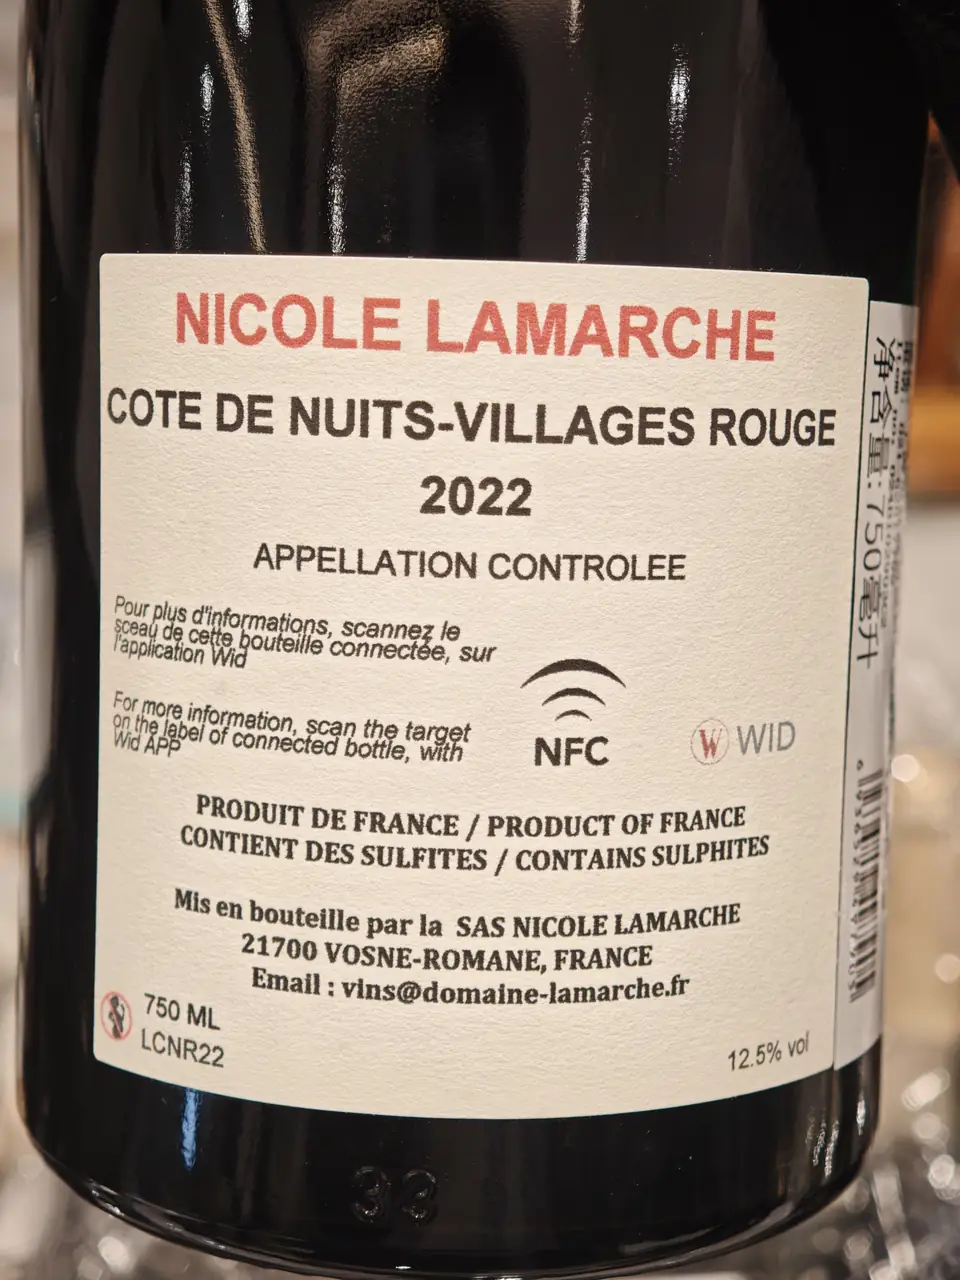 NICOLE LAMARCHE
COTE DE NUITS-VILLAGES ROUGE
2022
APPELLATION CONTROLEE
Pour plus d'informations, scannez le
sceau de cette bouteille connectée, sur
l'application Wid
For more information, scan the target
on the label of connected bottle, with
Wid APP
NFC
W WID
PRODUIT DE FRANCE / PRODUCT OF FRANCE
CONTIENT DES SULFITES / CONTAINS SULPHITES
Mis en bouteille par la SAS NICOLE LAMARCHE
21700 VOSNE-ROMANE, FRANCE
Email : vins@domaine-lamarche.fr
750 ML
LCNR22
12.5% vol
净含量: 750毫升
33